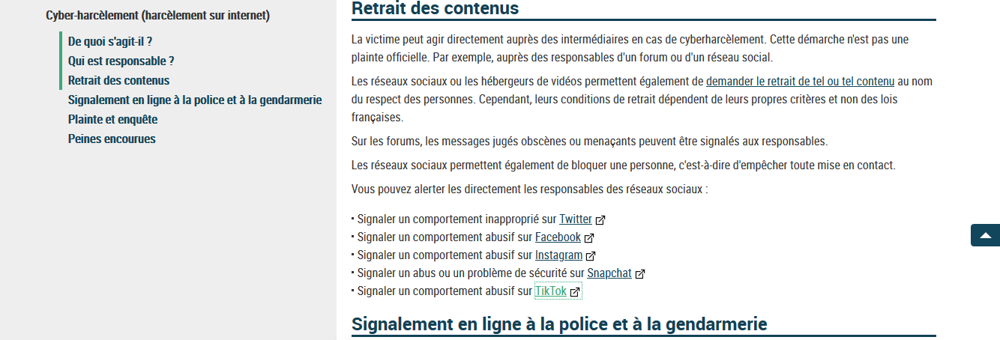 Cyber-harcèlement (harcèlement sur internet)
De quoi s'agit-il ?
Qui est responsable ?
Retrait des contenus
Signalement en ligne à la police et à la gendarmerie
Plainte et enquête
Peines encourues
Retrait des contenus
La victime peut agir directement auprès des intermédiaires en cas de cyberharcèlement. Cette démarche n'est pas une
plainte officielle. Par exemple, auprès des responsables d'un forum ou d'un réseau social.
Les réseaux sociaux ou les hébergeurs de vidéos permettent également de demander le retrait de tel ou tel contenu au nom
du respect des personnes. Cependant, leurs conditions de retrait dépendent de leurs propres critères et non des lois
françaises.
Sur les forums, les messages jugés obscènes ou menaçants peuvent être signalés aux responsables.
Les réseaux sociaux permettent également de bloquer une personne, c'est-à-dire d'empêcher toute mise en contact.
Vous pouvez alerter les directement les responsables des réseaux sociaux :
▪ Signaler un comportement inapproprié sur Twitter
▪ Signaler un comportement abusif sur Facebook
▪ Signaler un comportement abusif sur Instagram
▪ Signaler un abus ou un problème de sécurité sur Snapchat
▪ Signaler un comportement abusif sur TikTok
Signalement en ligne à la police et à la gendarmerie